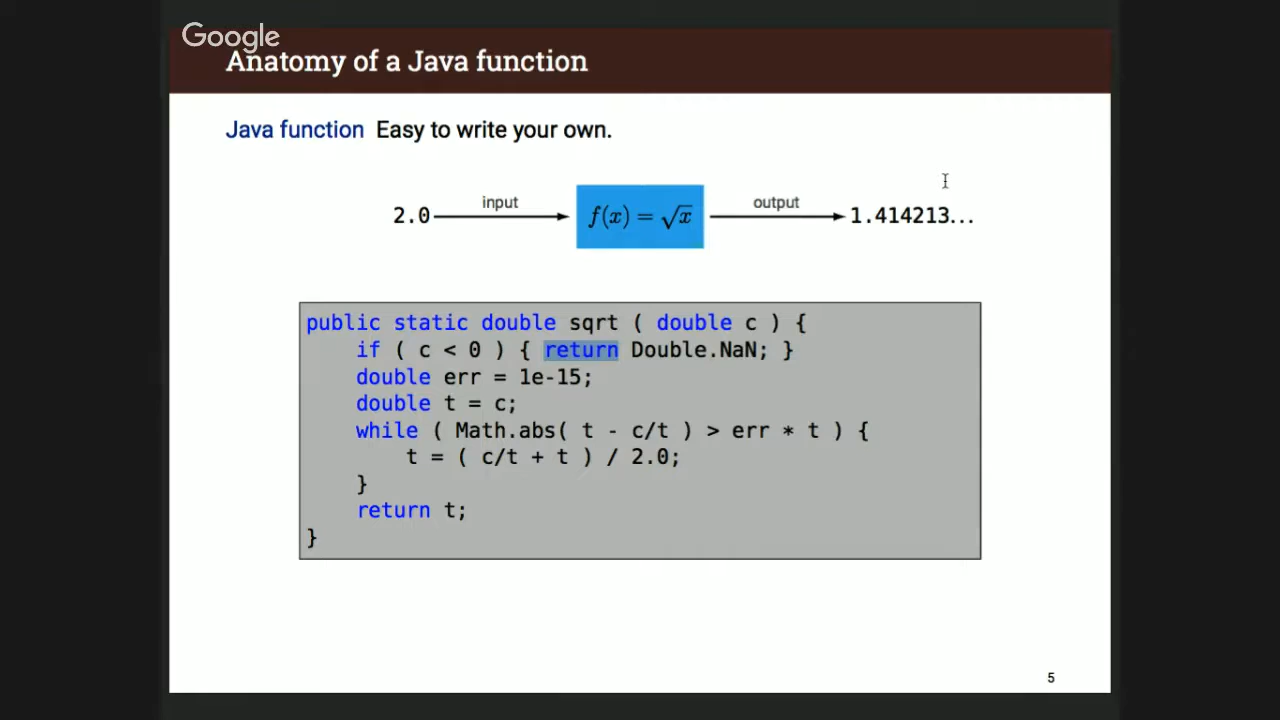 Google
Anatomy of a Java function
Java function Easy to write your own.
2.0 input f(x) = √x output 1.414213...
public static double sqrt ( double c ) {
    if ( c < 0 ) { return Double.NaN; }
    double err = 1e-15;
    double t = c;
    while ( Math.abs( t - c/t ) > err * t ) {
        t = ( c/t + t ) / 2.0;
    }
    return t;
}
5